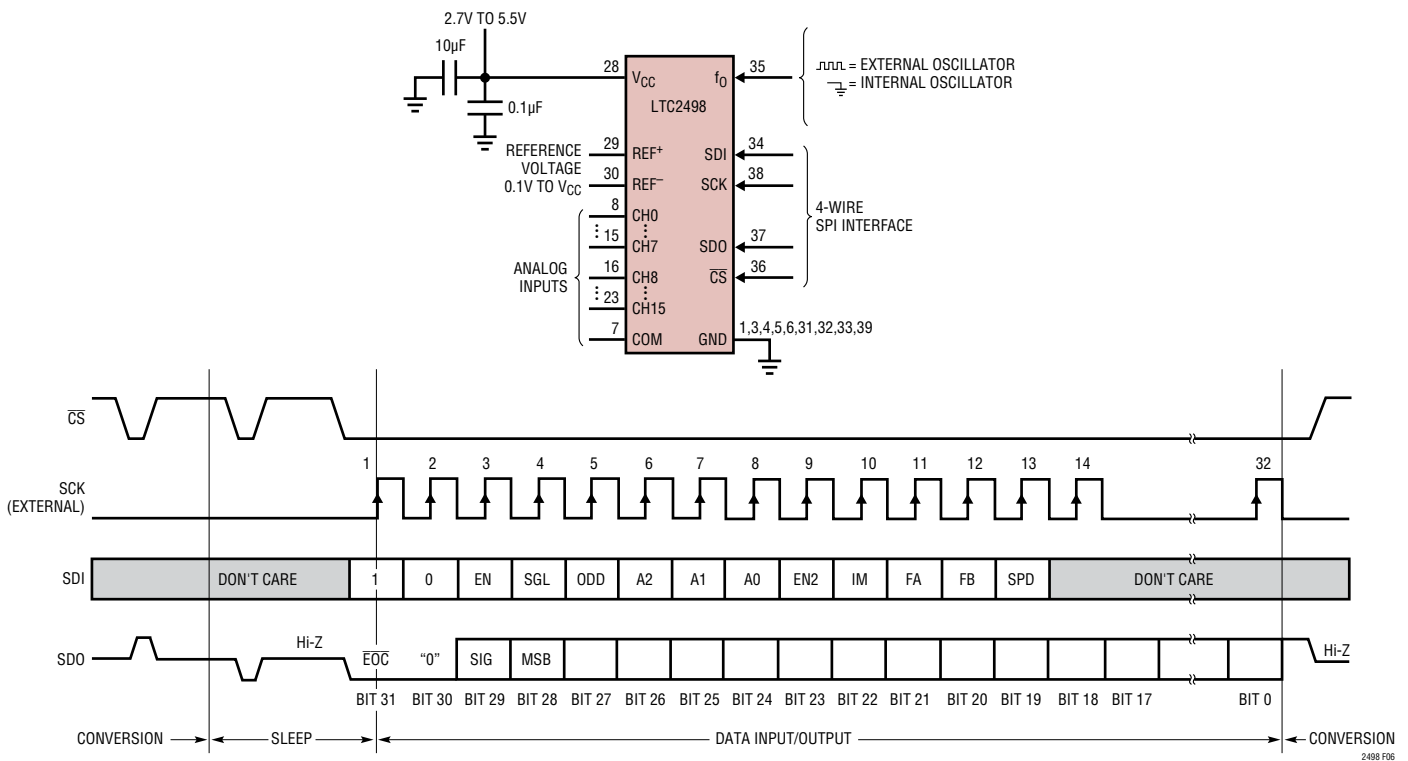 2.7V TO 5.5V
10µF
0.1µF
28
VCC
fO
35
LTC2498
= EXTERNAL OSCILLATOR
= INTERNAL OSCILLATOR
REFERENCE
VOLTAGE
0.1V TO VCC
29
REF+
30
REF–
SDI
34
SCK
38
SDO
37
CS
36
4-WIRE
SPI INTERFACE
ANALOG
INPUTS
8
CH0
15
CH7
16
CH8
23
CH15
7
COM
GND
1,3,4,5,6,31,32,33,39
CS
1 2 3 4 5 6 7 8 9 10 11 12 13 14 32
SCK
(EXTERNAL)
SDI
DON'T CARE 1 0 EN SGL ODD A2 A1 A0 EN2 IM FA FB SPD DON'T CARE
SDO
Hi-Z EOC “0” SIG MSB Hi-Z
BIT 31 BIT 30 BIT 29 BIT 28 BIT 27 BIT 26 BIT 25 BIT 24 BIT 23 BIT 22 BIT 21 BIT 20 BIT 19 BIT 18 BIT 17 BIT 0
CONVERSION SLEEP DATA INPUT/OUTPUT CONVERSION
2498 F06